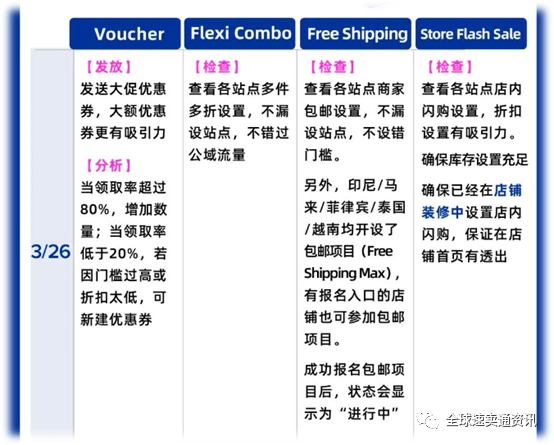 Voucher
Flexi Combo
Free Shipping
Store Flash Sale
3/26
【发放】
发送大促优惠
券，大额优惠
券更有吸引力
【分析】
当领取率超过
80%，增加数
量；当领取率
低于20%，若
因门槛过高或
折扣太低，可
新建优惠券
【检查】
查看各站点多件
多折设置，不漏
设站点，不错过
公域流量
【检查】
查看各站点商家
包邮设置，不漏
设站点，不设错
门槛。
另外，印尼/马
来/菲律宾/泰国
/越南均开设了
包邮项目（Free
Shipping Max），
有报名入口的店
铺也可参加包邮
项目。
成功报名包邮项
目后，状态会显
示为“进行中”
【检查】
查看各站点店内
闪购设置，折扣
设置有吸引力。
确保库存设置充足
确保已经在店铺
装修中设置店内
闪购，保证在店
铺首页有透出
全球速卖通资讯